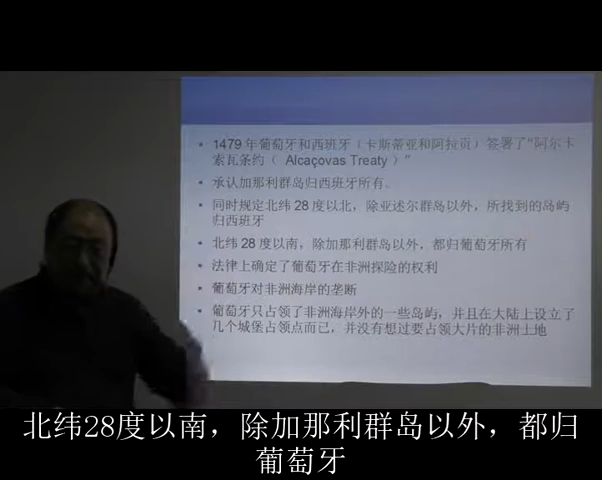 1479 年葡萄牙和西班牙（卡斯蒂亚和阿拉贡）签署了“阿尔卡
索瓦条约（ Alcaçovas Treaty ）”
承认加那利群岛归西班牙所有、
同时规定北纬 28 度以北，除亚述尔群岛以外，所找到的岛屿
归西班牙
北纬 28 度以南，除加那利群岛以外，都归葡萄牙所有
法律上确定了葡萄牙在非洲探险的权利
葡萄牙对非洲海岸的垄断
葡萄牙只占领了非洲海岸外的一些岛屿，并且在大陆上设立了
几个城堡占领点而已，并没有想过要占领大片的非洲土地
北纬28度以南，除加那利群岛以外，都归
葡萄牙